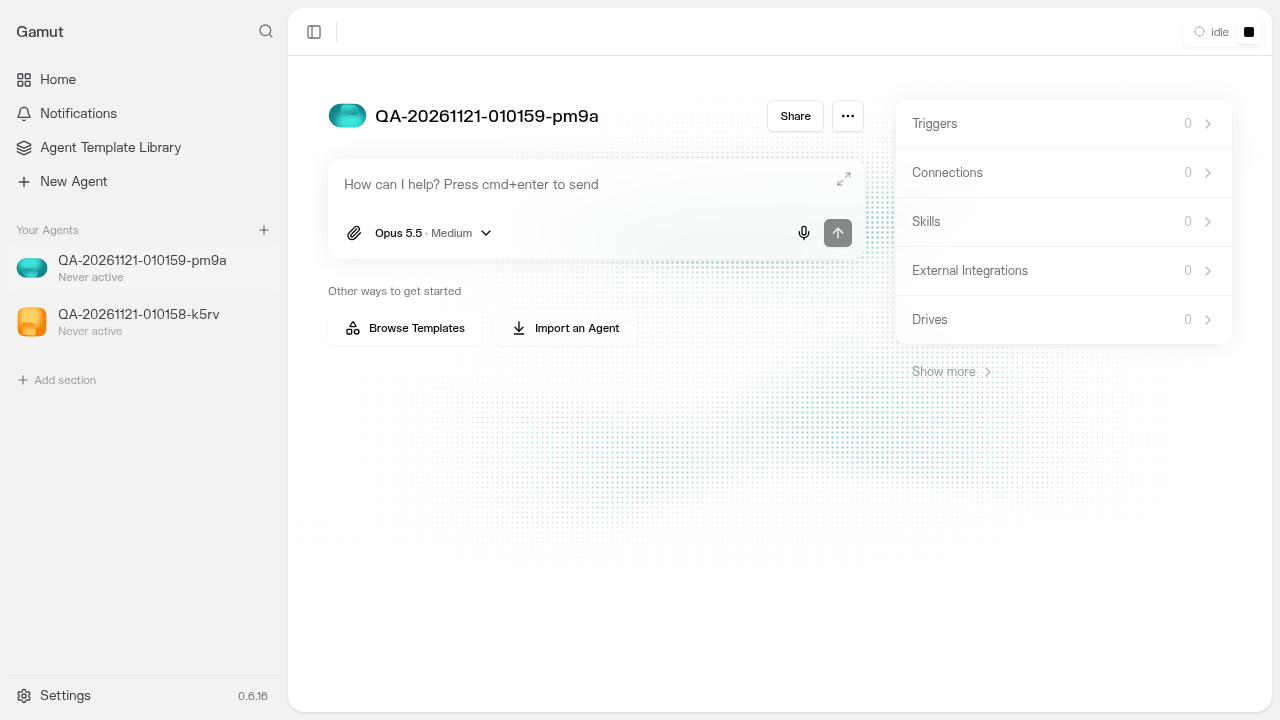 Gamut
Home
Notifications
Agent Template Library
New Agent
Your Agents
QA-20261121-010159-pm9a
Never active
QA-20261121-010158-k5rv
Never active
Add section
Settings
0.6.16
idle
QA-20261121-010159-pm9a
Share
How can I help? Press cmd+enter to send
Opus 5.5 · Medium
Other ways to get started
Browse Templates
Import an Agent
Triggers 0
Connections 0
Skills 0
External Integrations 0
Drives 0
Show more